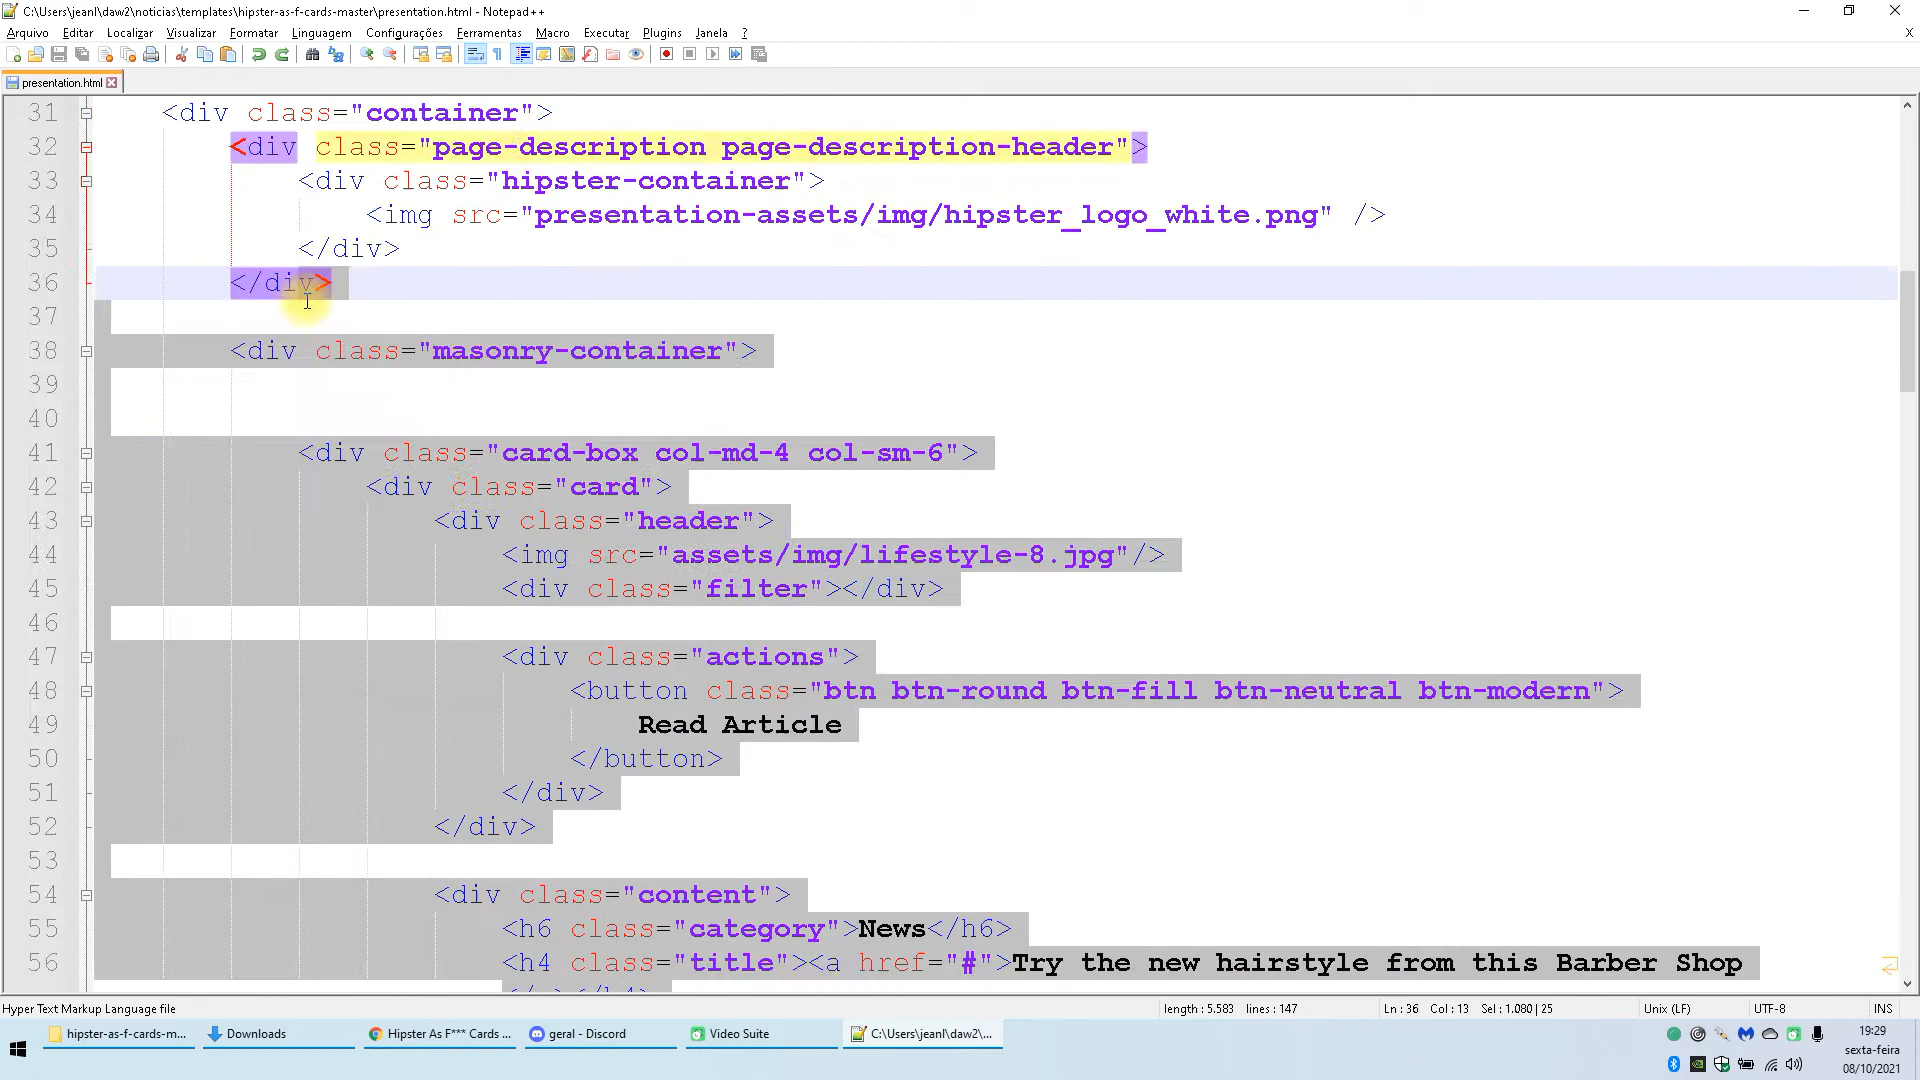 C:\Users\jeanl\daw2\noticias\templates\hipster-as-f-cards-master\presentation.html - Notepad++
Arquivo Editar Localizar Visualizar Formatar Linguagem Configurações Ferramentas Macro Executar Plugins Janela ? X
presentation.html
31 <div class="container">
32 <div class="page-description page-description-header">
33 <div class="hipster-container">
34 <img src="presentation-assets/img/hipster_logo_white.png" />
35 </div>
36 </div>
37
38 <div class="masonry-container">
39
40
41 <div class="card-box col-md-4 col-sm-6">
42 <div class="card">
43 <div class="header">
44 <img src="assets/img/lifestyle-8.jpg"/>
45 <div class="filter"></div>
46
47 <div class="actions">
48 <button class="btn btn-round btn-fill btn-neutral btn-modern">
49 Read Article
50 </button>
51 </div>
52 </div>
53
54 <div class="content">
55 <h6 class="category">News</h6>
56 <h4 class="title"><a href="#">Try the new hairstyle from this Barber Shop
Hyper Text Markup Language file length : 5.583 lines : 147 Ln : 36 Col : 13 Sel : 1.080 | 25 Unix (LF) UTF-8 INS
hipster-as-f-cards-m... Downloads Hipster As F*** Cards ... geral - Discord Video Suite C:\Users\jeanl\daw2\...
19:29
sexta-feira
08/10/2021